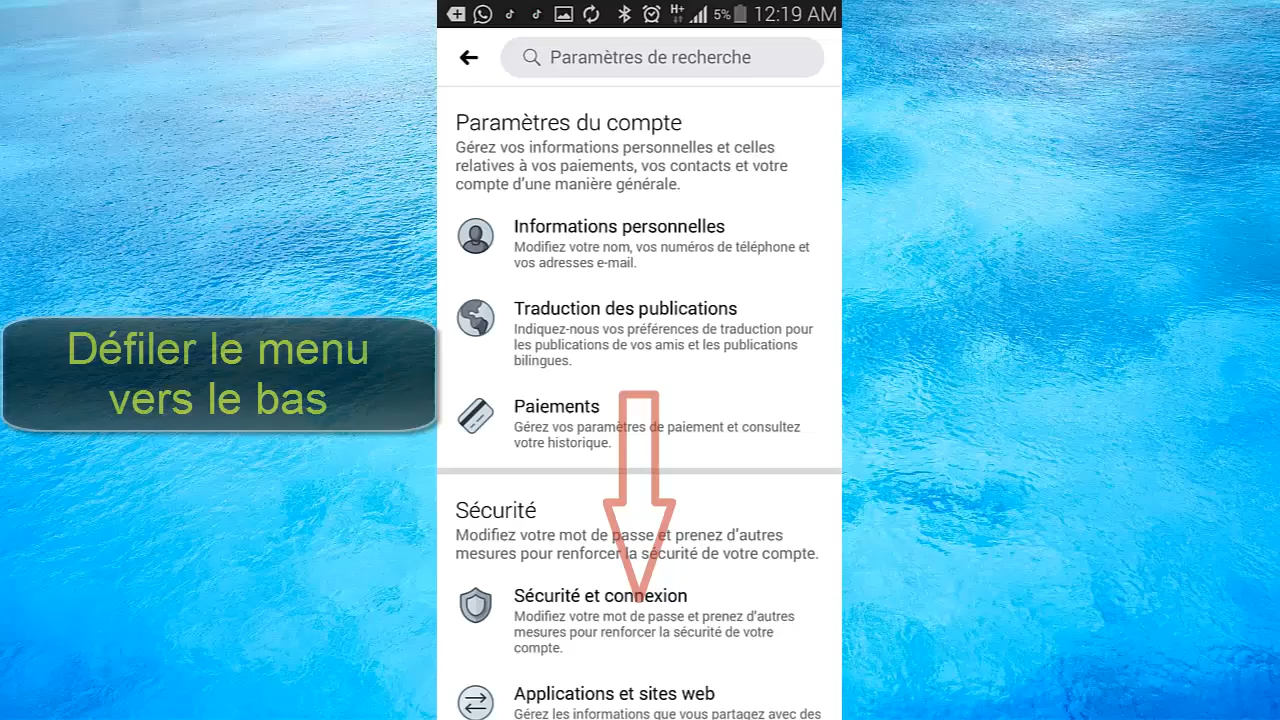 H+ 5% 12:19 AM
Paramètres de recherche
Paramètres du compte
Gérez vos informations personnelles et celles
relatives à vos paiements, vos contacts et votre
compte d'une manière générale.
Informations personnelles
Modifiez votre nom, vos numéros de téléphone et
vos adresses e-mail.
Traduction des publications
Indiquez-nous vos préférences de traduction pour
les publications de vos amis et les publications
bilingues.
Défiler le menu
vers le bas
Paiements
Gérez vos paramètres de paiement et consultez
votre historique.
Sécurité
Modifiez votre mot de passe et prenez d'autres
mesures pour renforcer la sécurité de votre compte.
Sécurité et connexion
Modifiez votre mot de passe et prenez d'autres
mesures pour renforcer la sécurité de votre
compte.
Applications et sites web
Gérez les informations que vous partagez avec des